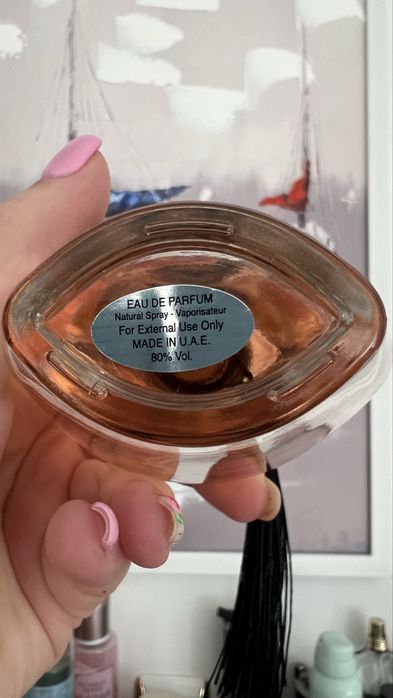 EAU DE PARFUM
Natural Spray - Vaporisateur
For External Use Only
MADE IN U.A.E.
80% Vol.